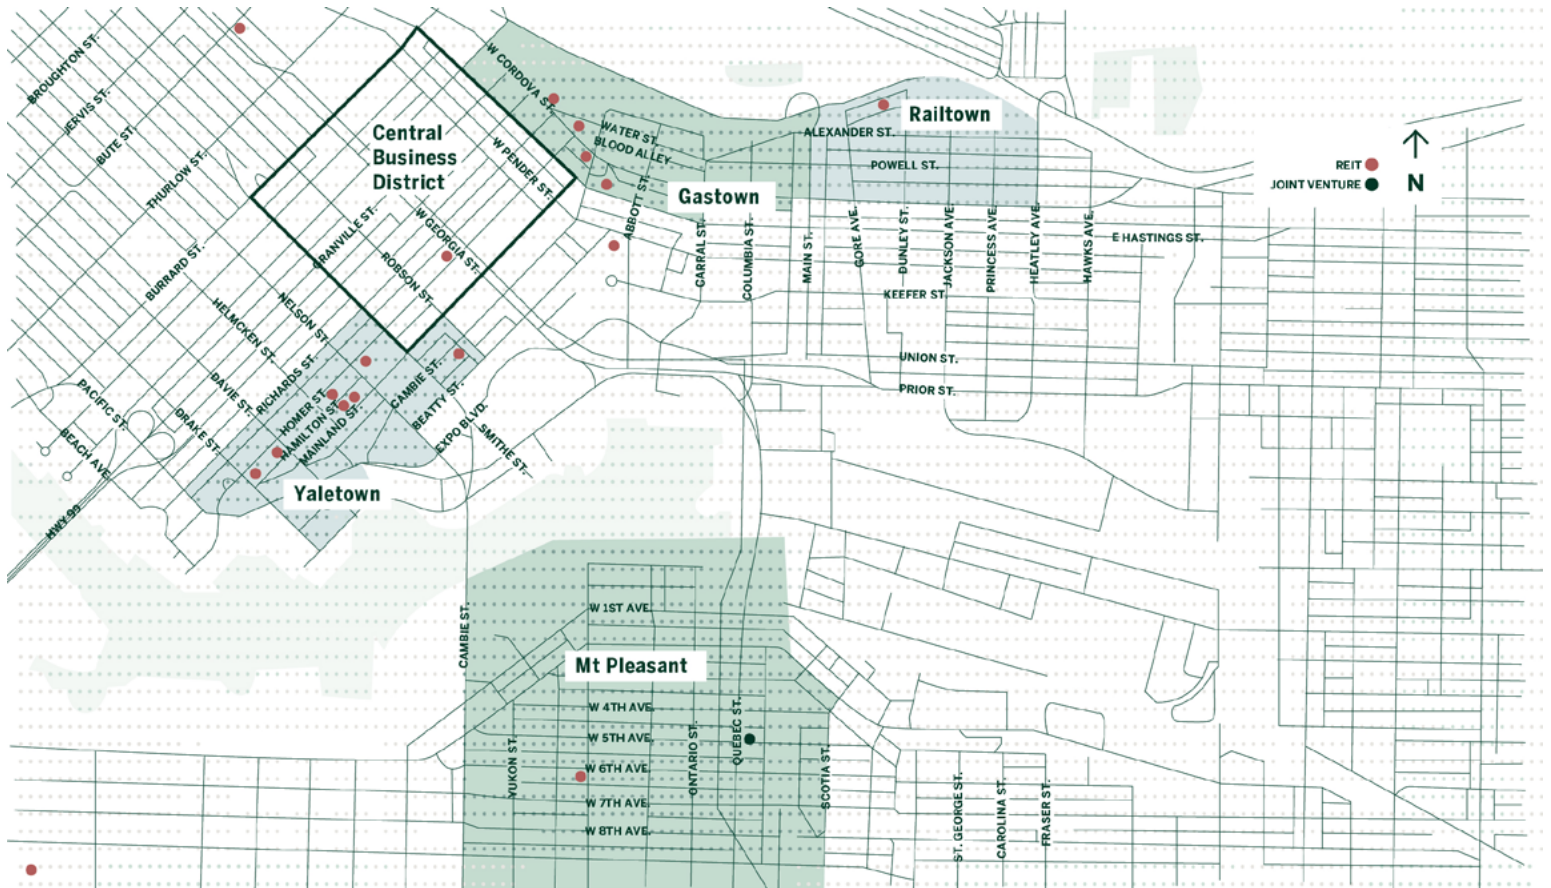 BROUGHTON ST.
JERVIS ST.
BUTE ST.
THURLOW ST.
BURRARD ST.
HELMCKEN ST.
NELSON ST.
RICHARDS ST.
DAVIE ST.
DRAKE ST.
PACIFIC ST.
BEACH AVE.
HWY 99
Central
Business
District
W CORDOVA ST.
W PENDER ST.
W GEORGIA ST.
ROBSON ST.
GRANVILLE ST.
WATER ST.
BLOOD ALLEY
ABBOTT ST.
Gastown
CARRAL ST.
COLUMBIA ST.
MAIN ST.
Railtown
ALEXANDER ST.
POWELL ST.
GORE AVE.
DUNLEY ST.
JACKSON AVE.
PRINCESS AVE.
HEATLEY AVE.
HAWKS AVE.
E HASTINGS ST.
KEEFER ST.
UNION ST.
PRIOR ST.
REIT
JOINT VENTURE
N
HOMER ST.
HAMILTON ST.
MAINLAND ST.
CAMBIE ST.
BEATTY ST.
EXPO BLVD.
SMITHE ST.
Yaletown
CAMBIE ST.
W 1ST AVE.
Mt Pleasant
W 4TH AVE.
W 5TH AVE.
W 6TH AVE.
W 7TH AVE.
W 8TH AVE.
YUKON ST.
ONTARIO ST.
QUEBEC ST.
SCOTIA ST.
ST. GEORGE ST.
CAROLINA ST.
FRASER ST.